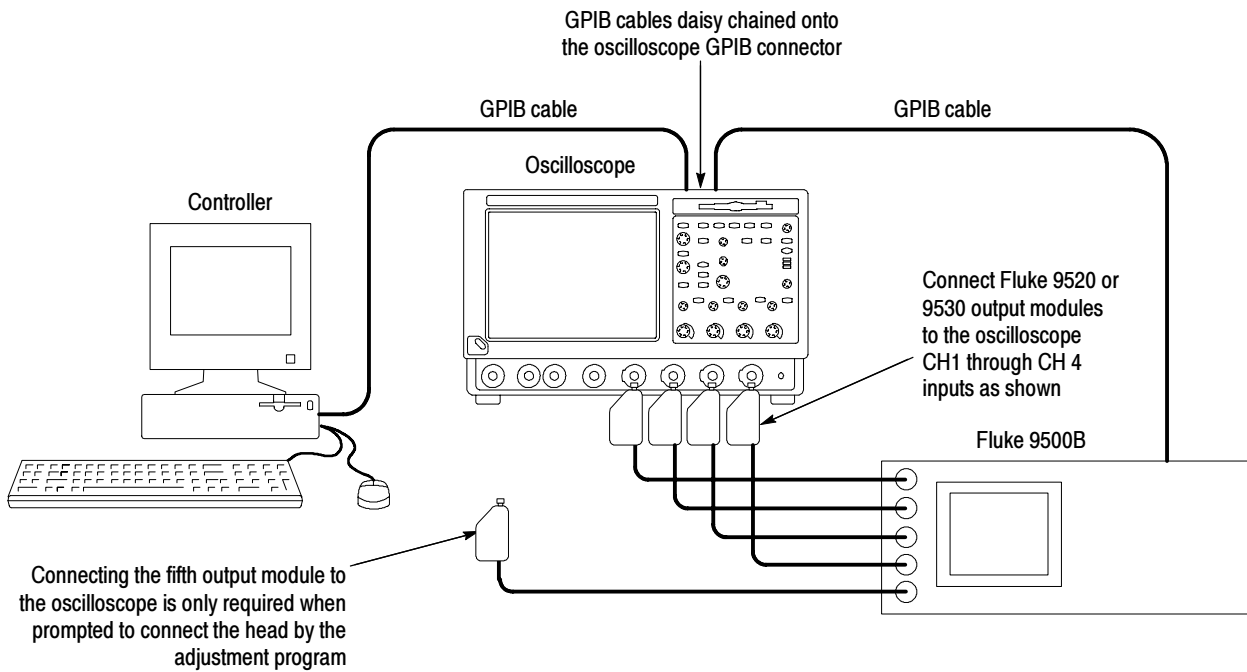 GPIB cables daisy chained onto
the oscilloscope GPIB connector
GPIB cable
GPIB cable
Oscilloscope
Controller
Connect Fluke 9520 or
9530 output modules
to the oscilloscope
CH1 through CH 4
inputs as shown
Fluke 9500B
Connecting the fifth output module to
the oscilloscope is only required when
prompted to connect the head by the
adjustment program